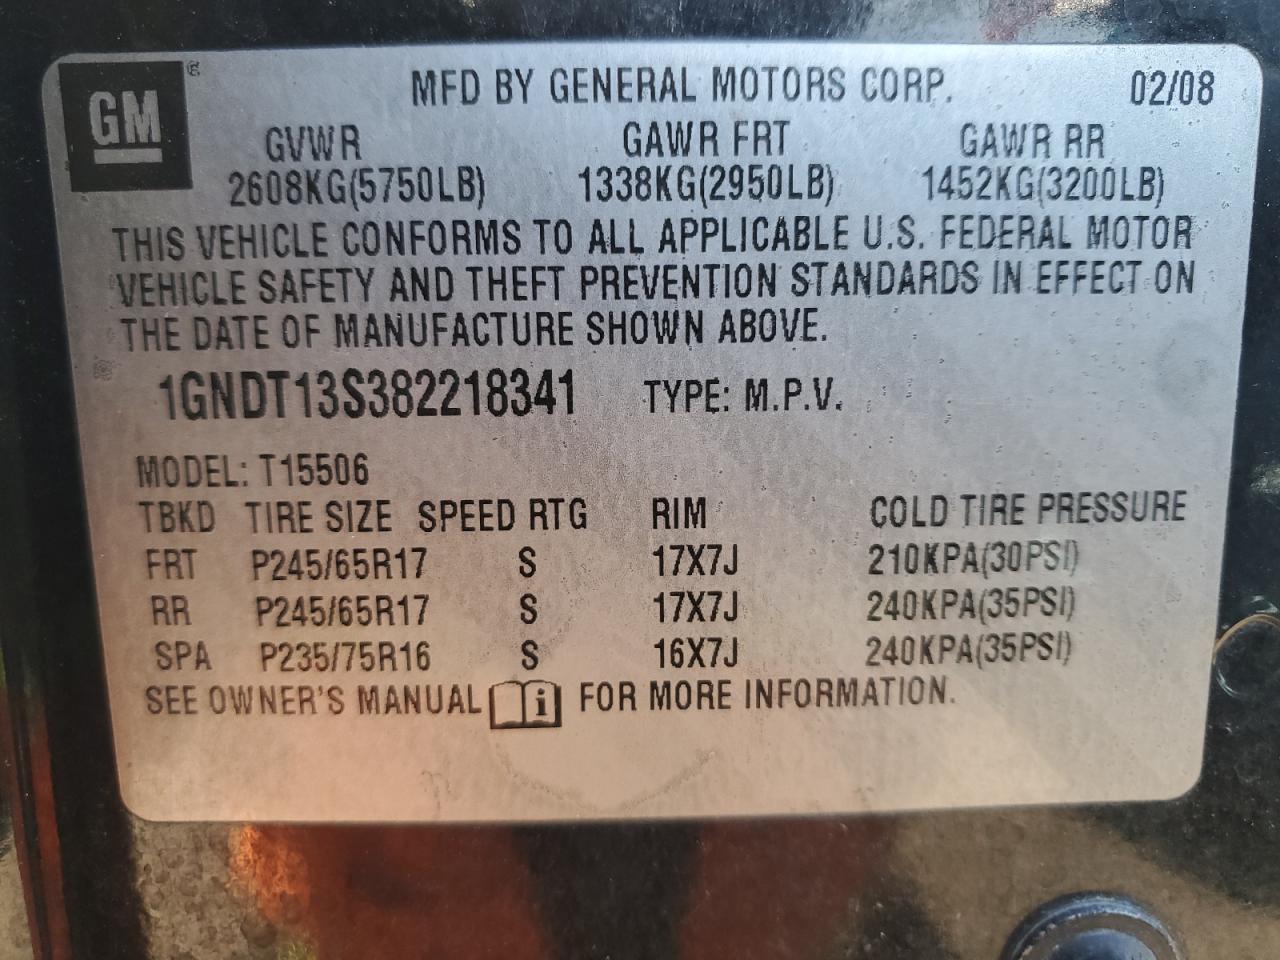 GM®
MFD BY GENERAL MOTORS CORP. 02/08
GVWR GAWR FRT GAWR RR
2608KG(5750LB) 1338KG(2950LB) 1452KG(3200LB)
THIS VEHICLE CONFORMS TO ALL APPLICABLE U.S. FEDERAL MOTOR
VEHICLE SAFETY AND THEFT PREVENTION STANDARDS IN EFFECT ON
THE DATE OF MANUFACTURE SHOWN ABOVE.
1GNDT13S382218341 TYPE: M.P.V.
MODEL: T15506
TBKD TIRE SIZE SPEED RTG RIM COLD TIRE PRESSURE
FRT P245/65R17 S 17X7J 210KPA(30PSI)
RR P245/65R17 S 17X7J 240KPA(35PSI)
SPA P235/75R16 S 16X7J 240KPA(35PSI)
SEE OWNER'S MANUAL i FOR MORE INFORMATION.